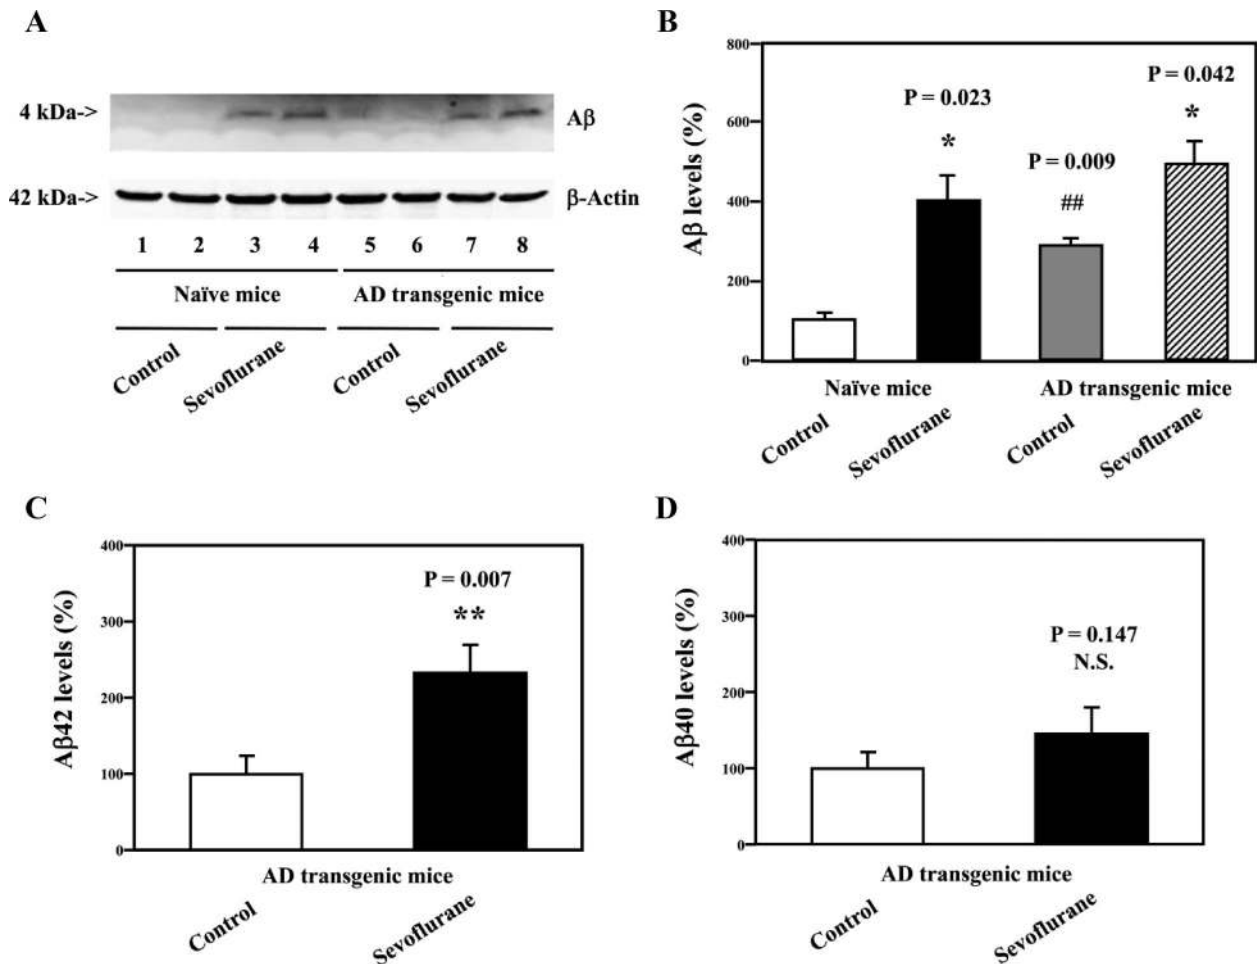 A
4 kDa->
Aβ
42 kDa->
β-Actin
1 2 3 4 5 6 7 8
Naïve mice AD transgenic mice
Control Sevoflurane Control Sevoflurane
B
Aβ levels (%)
800
600
400
200
0
P = 0.023
*
P = 0.009
##
P = 0.042
*
Naïve mice AD transgenic mice
Control Sevoflurane Control Sevoflurane
C
Aβ42 levels (%)
400
300
200
100
0
P = 0.007
**
AD transgenic mice
Control Sevoflurane
D
Aβ40 levels (%)
400
300
200
100
0
P = 0.147
N.S.
AD transgenic mice
Control Sevoflurane